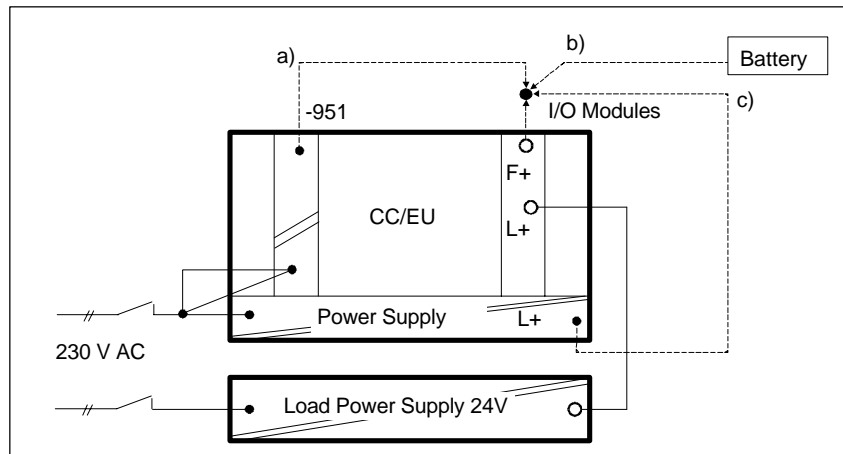 a)
b)
Battery
c)
-951
I/O Modules
F+
CC/EU
L+
Power Supply
L+
230 V AC
Load Power Supply 24V